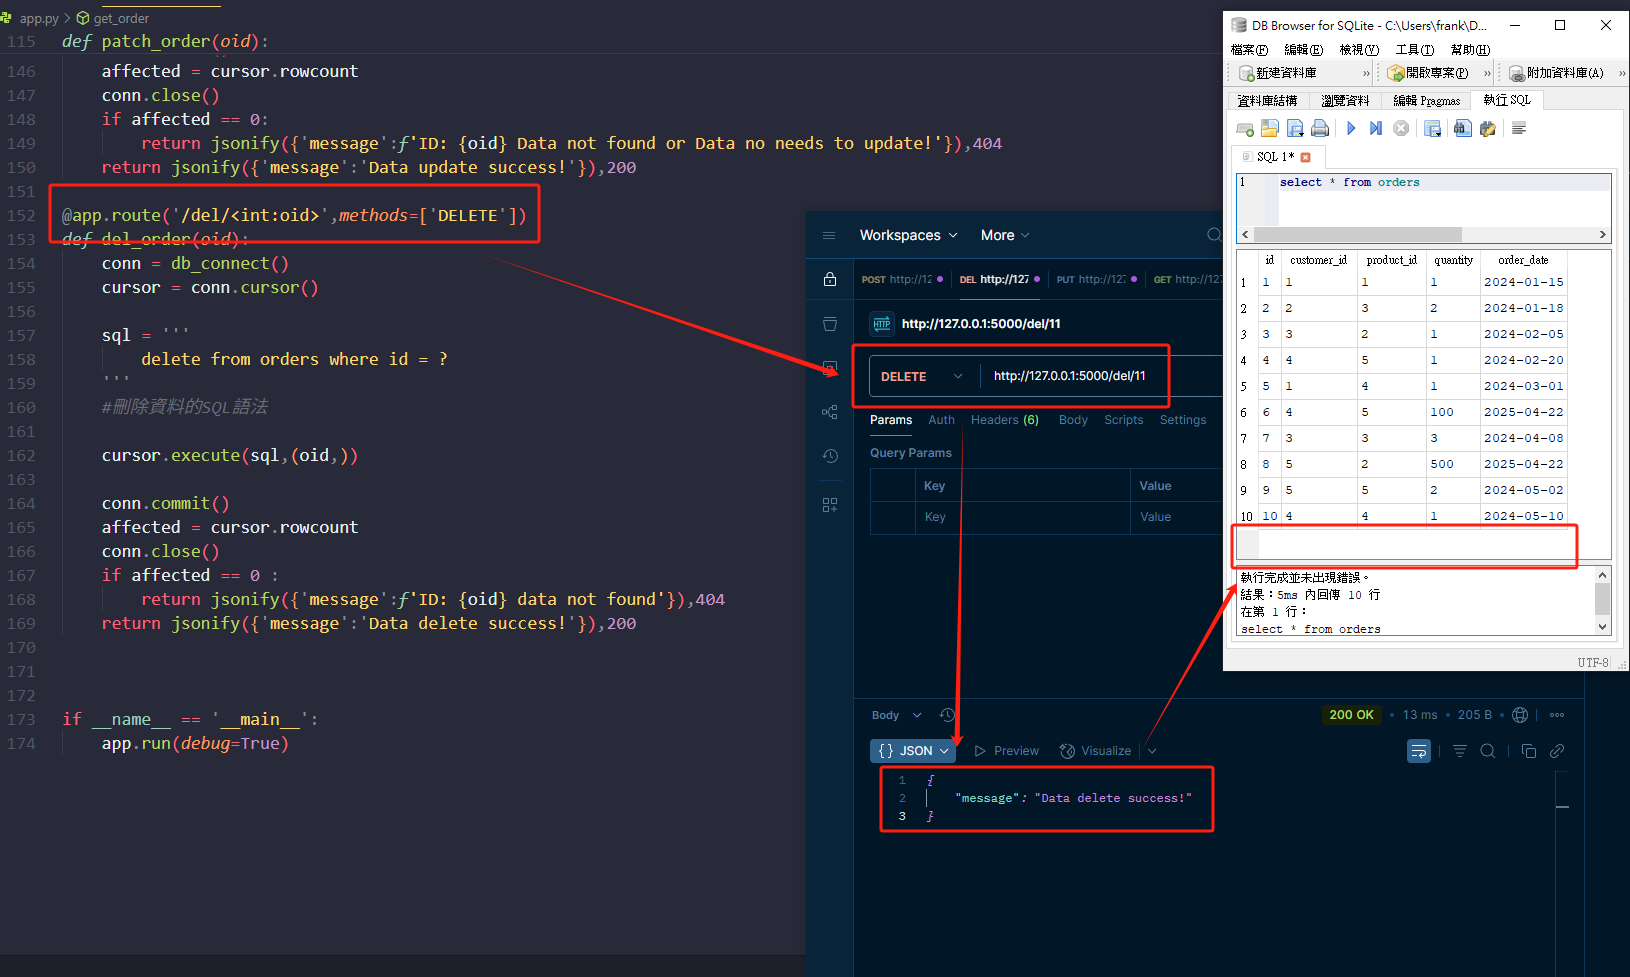 app.py > get_order
115 def patch_order(oid):
146 affected = cursor.rowcount
147 conn.close()
148 if affected == 0:
149 return jsonify({'message':f'ID: {oid} Data not found or Data no needs to update!'}),404
150 return jsonify({'message':'Data update success!'}),200
151
152 @app.route('/del/<int:oid>',methods=['DELETE'])
153 def del_order(oid):
154 conn = db_connect()
155 cursor = conn.cursor()
156
157 sql = '''
158 delete from orders where id = ?
159 '''
160 #刪除資料的SQL語法
161
162 cursor.execute(sql,(oid,))
163
164 conn.commit()
165 affected = cursor.rowcount
166 conn.close()
167 if affected == 0 :
168 return jsonify({'message':f'ID: {oid} data not found'}),404
169 return jsonify({'message':'Data delete success!'}),200
170
171
172
173 if __name__ == '__main__':
174 app.run(debug=True)
Workspaces More
POST http://12 DEL http://127 PUT http://127 GET http://127
HTTP http://127.0.0.1:5000/del/11
DELETE http://127.0.0.1:5000/del/11
Params Auth Headers (6) Body Scripts Settings
Query Params
Key Value
Key Value
Body 200 OK • 13 ms • 205 B •
{} JSON Preview Visualize
1 {
2 "message": "Data delete success!"
3 }
DB Browser for SQLite - C:\Users\frank\D...
檔案(F) 編輯(E) 檢視(V) 工具(T) 幫助(H)
新建資料庫 » 開啟專案(P) » 附加資料庫(A) »
資料庫結構 瀏覽資料 編輯 Pragmas 執行 SQL
SQL 1*
1 select * from orders
id customer_id product_id quantity order_date
1 1 1 1 1 2024-01-15
2 2 2 3 2 2024-01-18
3 3 3 2 1 2024-02-05
4 4 4 5 1 2024-02-20
5 5 1 4 1 2024-03-01
6 6 4 5 100 2025-04-22
7 7 3 3 3 2024-04-08
8 8 5 2 500 2025-04-22
9 9 5 5 2 2024-05-02
10 10 4 4 1 2024-05-10
執行完成並未出現錯誤。
結果：5ms 內回傳 10 行
在第 1 行：
select * from orders
UTF-8